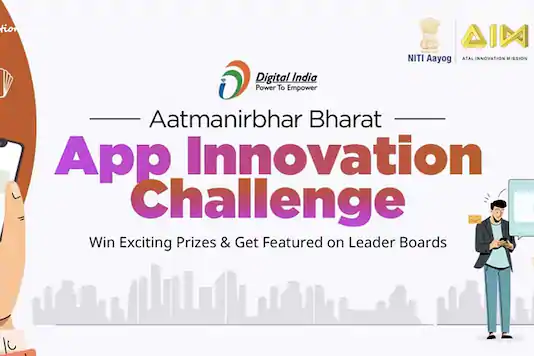 NITI Aayog
AIM
ATAL INNOVATION MISSION
Digital India
Power To Empower
Aatmanirbhar Bharat
App Innovation
Challenge
Win Exciting Prizes & Get Featured on Leader Boards